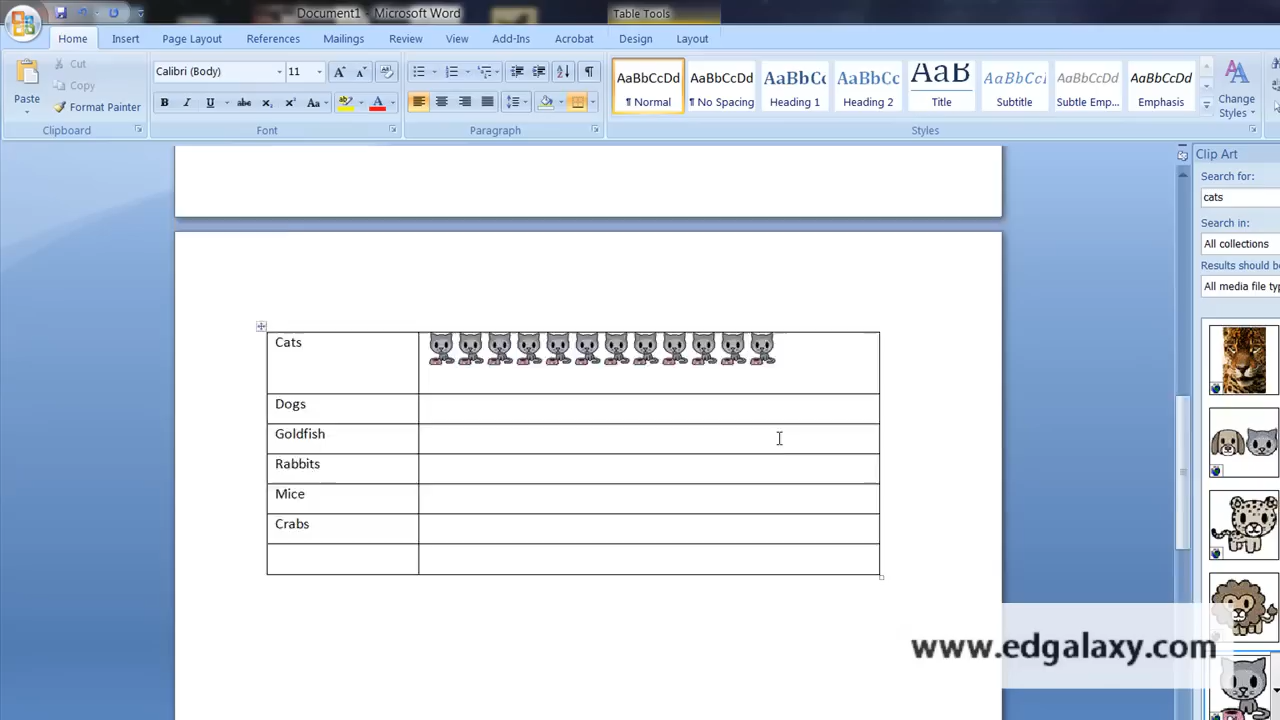 Document1 - Microsoft Word
Table Tools
Home Insert Page Layout References Mailings Review View Add-Ins Acrobat Design Layout
Paste
Cut
Copy
Format Painter
Clipboard
Calibri (Body) 11
B I U abc X₂ X² Aa
Font
Paragraph
AaBbCcDd AaBbCcDd AaBbCc AaBbCc AaB AaBbCcI AaBbCcDd AaBbCcDd
¶ Normal ¶ No Spacing Heading 1 Heading 2 Title Subtitle Subtle Emp... Emphasis
Change
Styles
Styles
Clip Art
Search for:
cats
Search in:
All collections
Results should be
All media file typ
Cats
Dogs
Goldfish
Rabbits
Mice
Crabs
www.edgalaxy.com